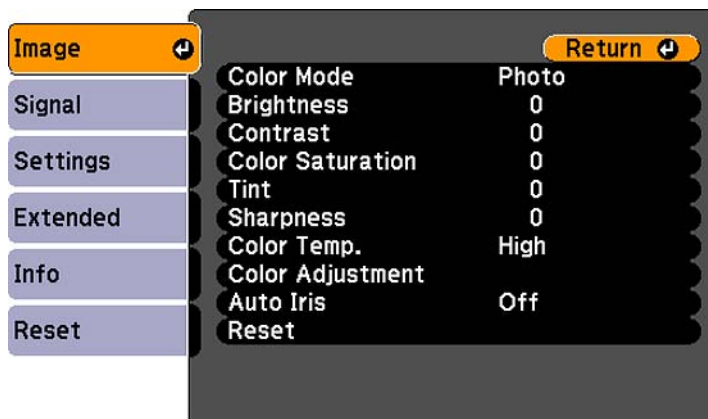 Image
Signal
Settings
Extended
Info
Reset
Return
Color Mode Photo
Brightness 0
Contrast 0
Color Saturation 0
Tint 0
Sharpness 0
Color Temp. High
Color Adjustment
Auto Iris Off
Reset